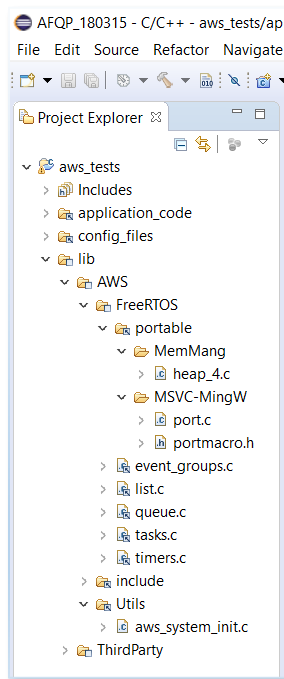 AFQP_180315 - C/C++ - aws_tests/ap
File Edit Source Refactor Navigate
010
Project Explorer
aws_tests
Includes
application_code
config_files
lib
AWS
FreeRTOS
portable
MemMang
heap_4.c
MSVC-MingW
port.c
portmacro.h
event_groups.c
list.c
queue.c
tasks.c
timers.c
include
Utils
aws_system_init.c
ThirdParty